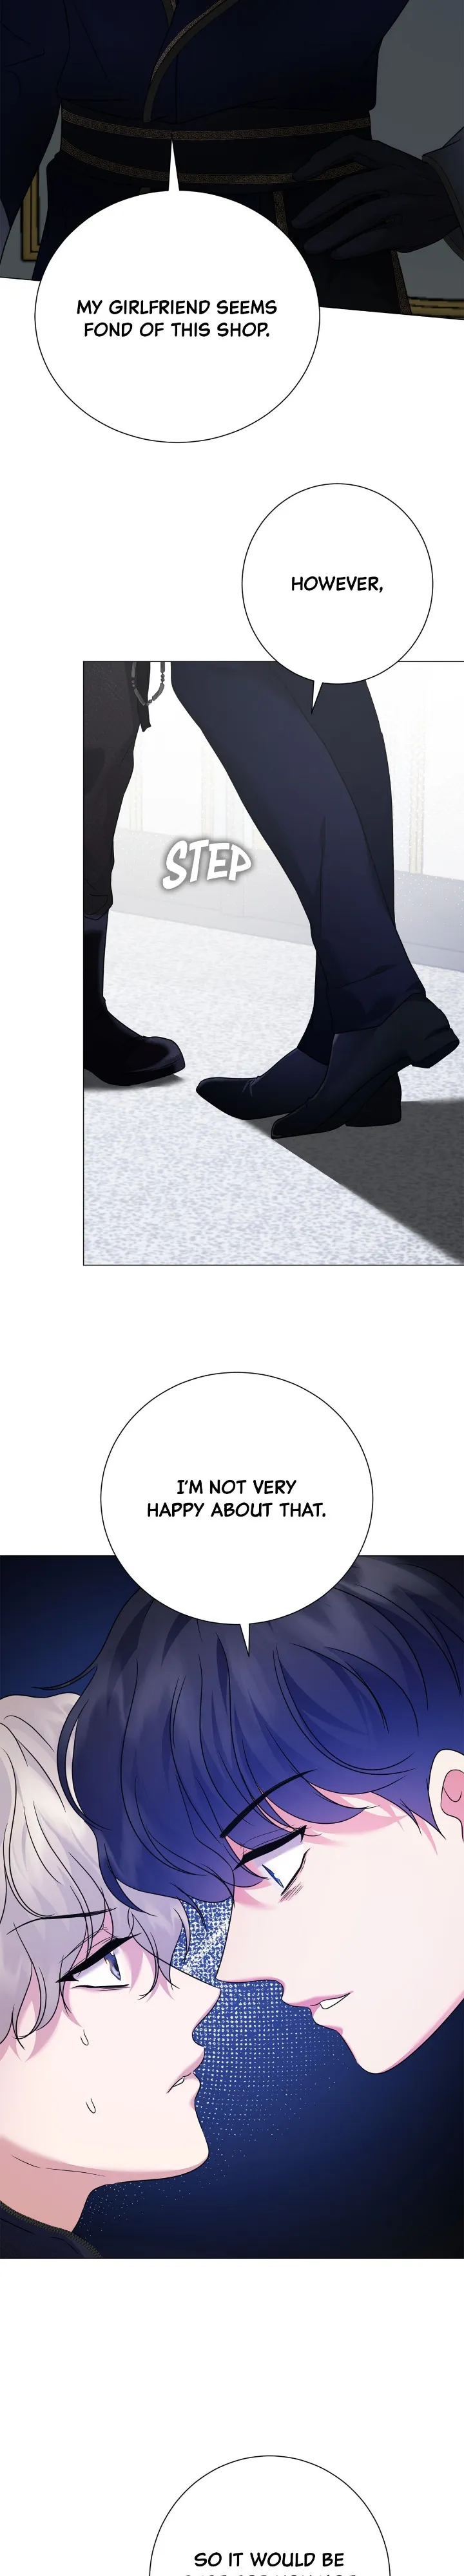 MY GIRLFRIEND SEEMS
FOND OF THIS SHOP.
HOWEVER,
STEP
I'M NOT VERY
HAPPY ABOUT THAT.
SO IT WOULD BE